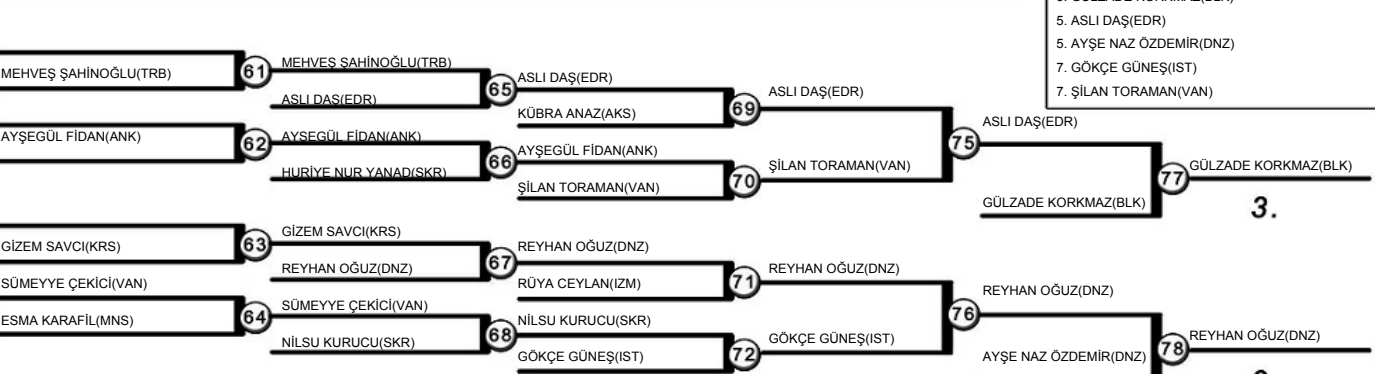 5. ASLI DAŞ(EDR)
5. AYŞE NAZ ÖZDEMİR(DNZ)
7. GÖKÇE GÜNEŞ(IST)
7. ŞİLAN TORAMAN(VAN)
MEHVEŞ ŞAHİNOĞLU(TRB)
61
MEHVEŞ ŞAHİNOĞLU(TRB)
ASLI DAŞ(EDR)
65
ASLI DAŞ(EDR)
KÜBRA ANAZ(AKS)
69
ASLI DAŞ(EDR)
AYŞEGÜL FİDAN(ANK)
62
AYŞEGÜL FİDAN(ANK)
HURİYE NUR YANAD(SKR)
66
AYŞEGÜL FİDAN(ANK)
ŞİLAN TORAMAN(VAN)
70
ŞİLAN TORAMAN(VAN)
75
ASLI DAŞ(EDR)
GÜLZADE KORKMAZ(BLK)
77
GÜLZADE KORKMAZ(BLK)
3.
GİZEM SAVCI(KRS)
63
GİZEM SAVCI(KRS)
REYHAN OĞUZ(DNZ)
67
REYHAN OĞUZ(DNZ)
RÜYA CEYLAN(IZM)
71
REYHAN OĞUZ(DNZ)
SÜMEYYE ÇEKİCİ(VAN)
ESMA KARAFİL(MNS)
64
SÜMEYYE ÇEKİCİ(VAN)
NİLSU KURUCU(SKR)
68
NİLSU KURUCU(SKR)
GÖKÇE GÜNEŞ(IST)
72
GÖKÇE GÜNEŞ(IST)
76
REYHAN OĞUZ(DNZ)
AYŞE NAZ ÖZDEMİR(DNZ)
78
REYHAN OĞUZ(DNZ)